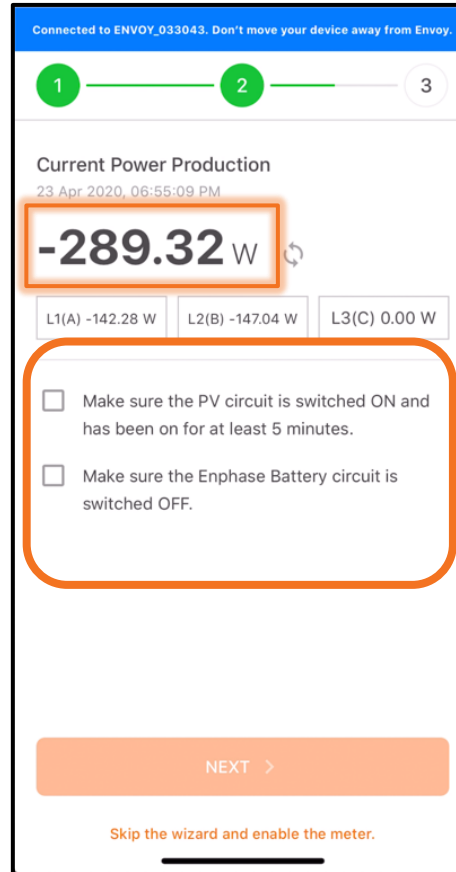 Connected to ENVOY_033043. Don't move your device away from Envoy.
1 2 3
Current Power Production
23 Apr 2020, 06:55:09 PM
-289.32 W
L1(A) -142.28 W L2(B) -147.04 W L3(C) 0.00 W
Make sure the PV circuit is switched ON and
has been on for at least 5 minutes.
Make sure the Enphase Battery circuit is
switched OFF.
NEXT >
Skip the wizard and enable the meter.